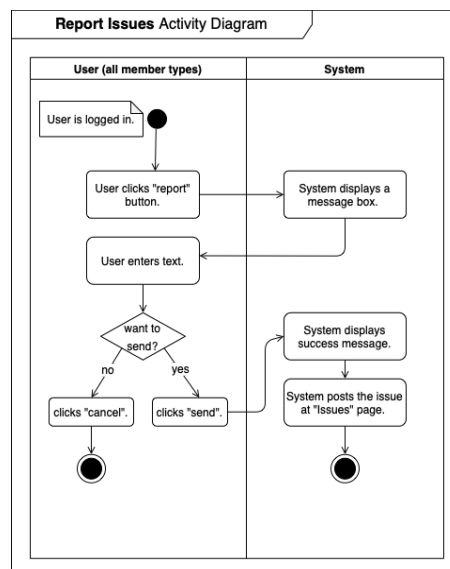 Report Issues Activity Diagram
User (all member types)
System
User is logged in.
User clicks "report"
button.
System displays a
message box.
User enters text.
want to
send?
no
yes
System displays
success message.
clicks "cancel".
clicks "send".
System posts the issue
at "Issues" page.